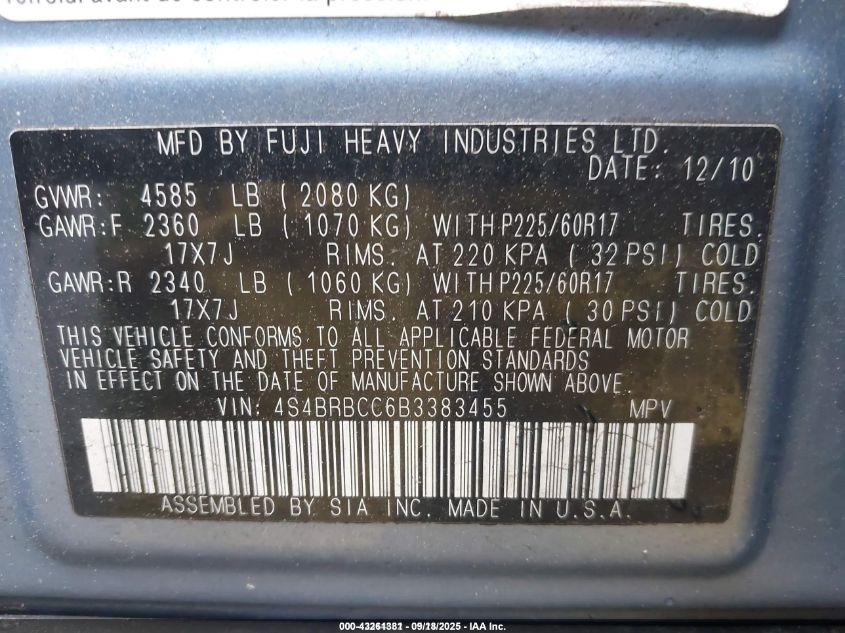 MFD BY FUJI HEAVY INDUSTRIES LTD.
DATE: 12/10
GVWR: 4585 LB ( 2080 KG)
GAWR:F 2360 LB ( 1070 KG) WITH P225/60R17 TIRES.
17X7J RIMS. AT 220 KPA ( 32 PSI) COLD
GAWR:R 2340 LB ( 1060 KG) WITH P225/60R17 TIRES.
17X7J RIMS. AT 210 KPA ( 30 PSI) COLD
THIS VEHICLE CONFORMS TO ALL APPLICABLE FEDERAL MOTOR
VEHICLE SAFETY AND THEFT PREVENTION STANDARDS
IN EFFECT ON THE DATE OF MANUFACTURE SHOWN ABOVE.
VIN: 4S4BRBCC6B3383455 MPV
ASSEMBLED BY SIA INC. MADE IN U.S.A.
000-43261381 - 09/18/2025 - IAA Inc.